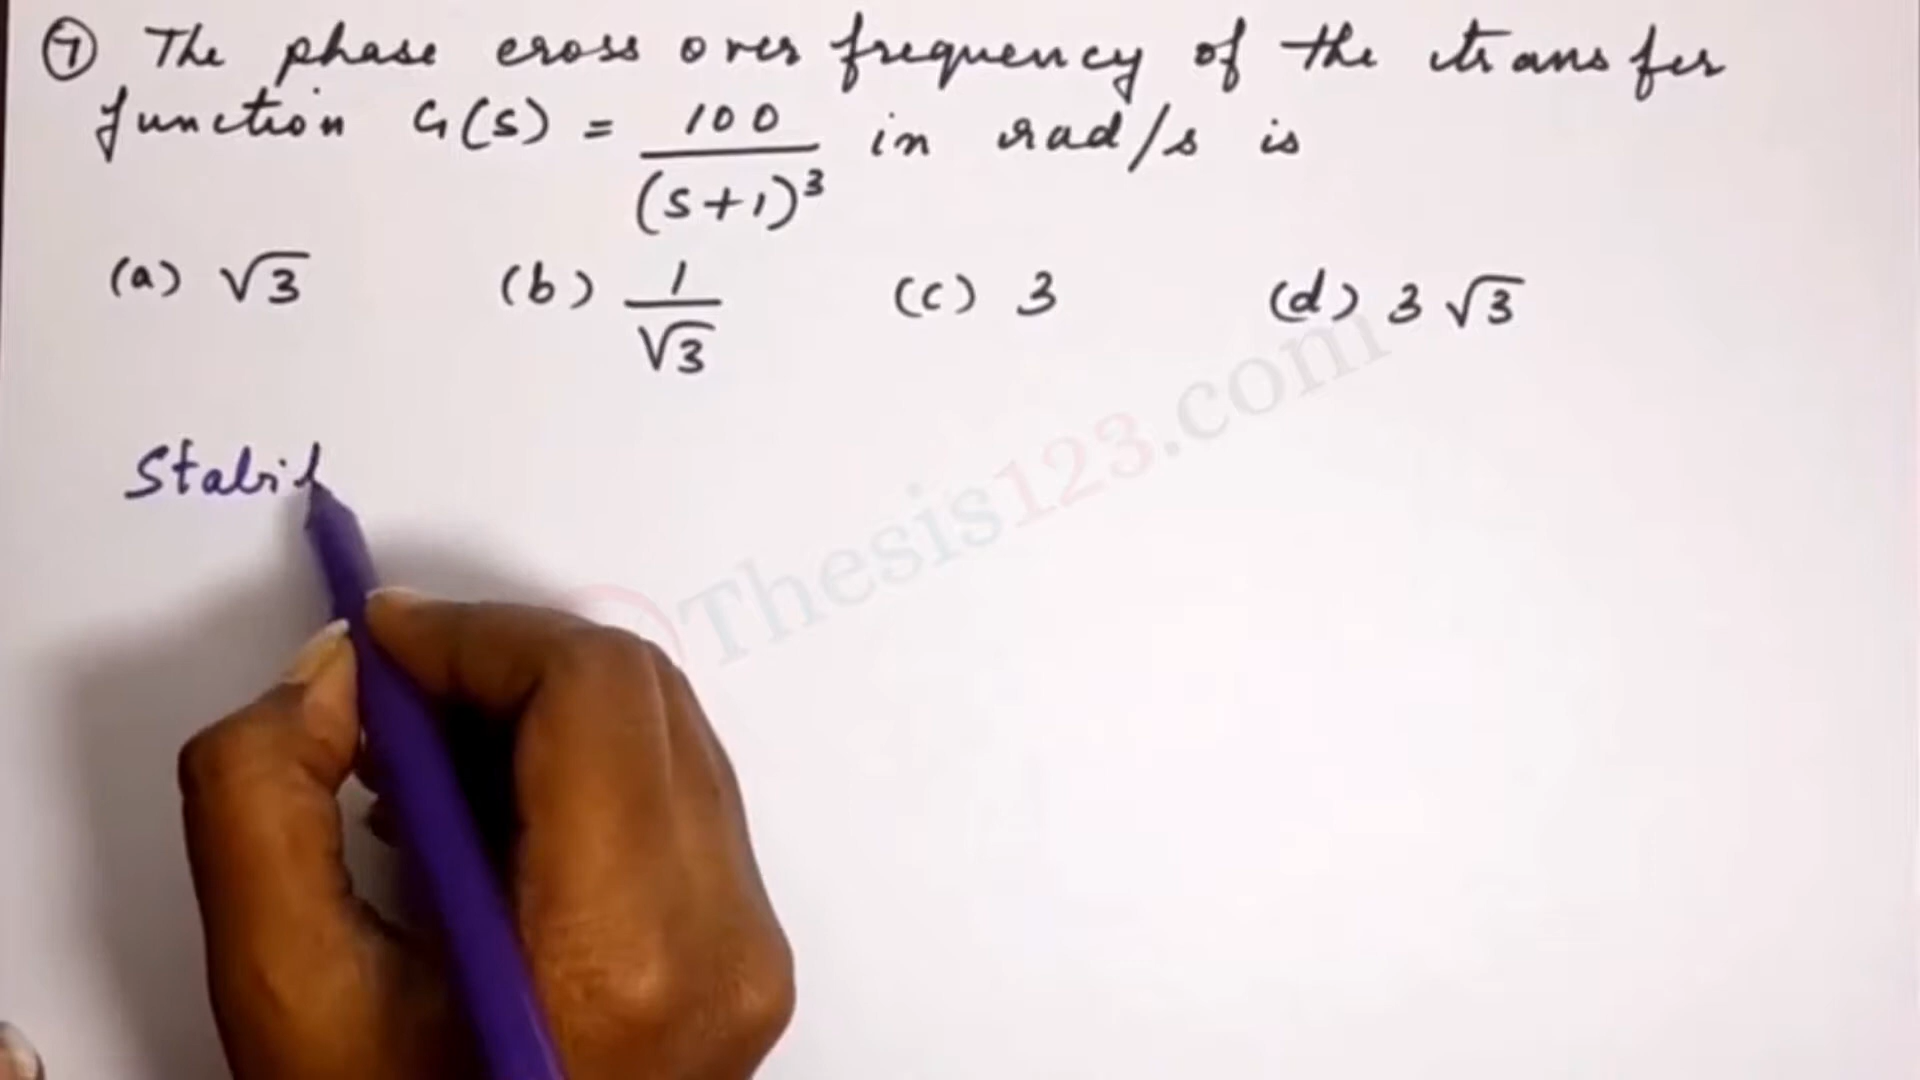 ⑦ The phase cross over frequency of the transfer
function G(s) = 100/(s+1)³ in rad/s is
(a) √3 (b) 1/√3 (c) 3 (d) 3√3
Thesis123.com
Stabil